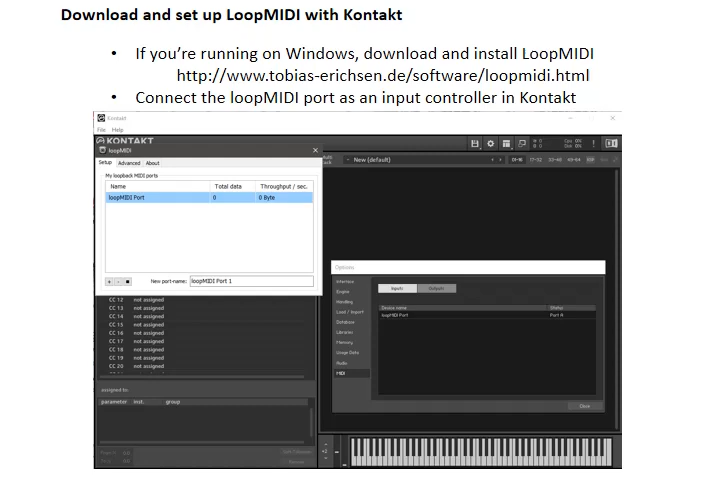 Download and set up LoopMIDI with Kontakt
• If you’re running on Windows, download and install LoopMIDI
http://www.tobias-erichsen.de/software/loopmidi.html
• Connect the loopMIDI port as an input controller in Kontakt
Kontakt
File Help
KONTAKT
loopMIDI
Setup Advanced About
New (default)
My loopback MIDI ports
Name Total data Throughput / sec.
loopMIDI Port 0 0 Byte
New port-name: loopMIDI Port 1
Options
Interface
Engine
Handling
Load / Import
Database
Libraries
Memory
Usage Data
Audio
MIDI
Inputs Outputs
Device name Status
loopMIDI Port Port A
Close
CC 12 not assigned
CC 13 not assigned
CC 14 not assigned
CC 15 not assigned
CC 16 not assigned
CC 17 not assigned
CC 18 not assigned
CC 19 not assigned
CC 20 not assigned
assigned to:
parameter inst. group
+2